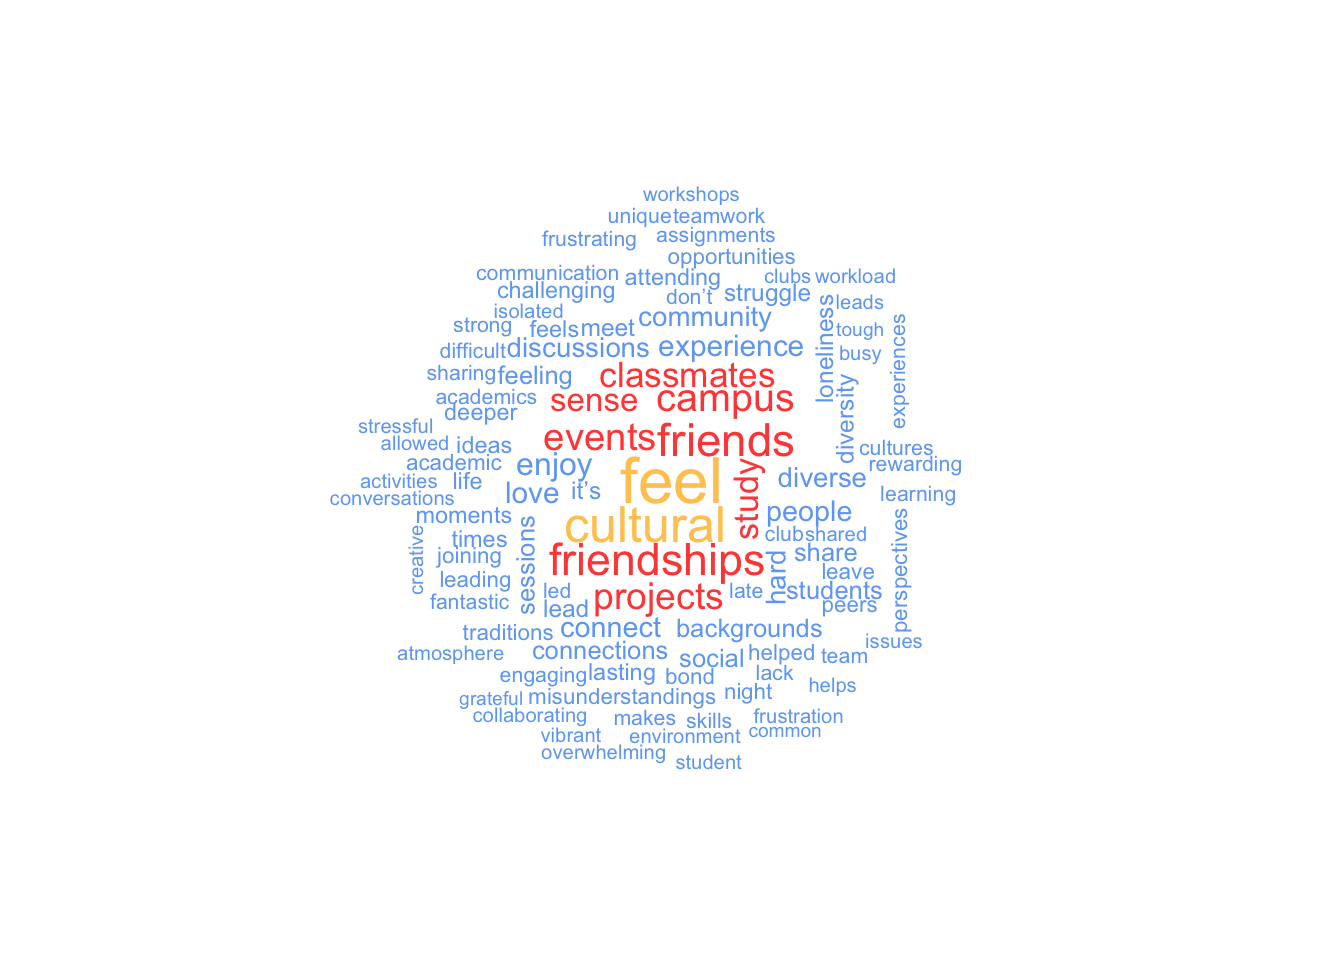 workshops
unique teamwork
frustrating assignments
opportunities
communication attending clubs workload
challenging don't struggle leads
isolated community loneliness
strong feels meet tough experiences
difficult discussions experience busy
sharing feeling classmates diversity
academics sense campus
deeper
stressful events friends
allowed ideas cultures
academic enjoy feel study rewarding
activities life it's diverse
conversations love learning
moments cultural people perspectives
creative times sessions club shared
joining friendships hard share
leading led late leave
fantastic lead projects students
peers
traditions connect backgrounds
atmosphere connections social helped team issues
engaging lasting bond lack
grateful misunderstandings night helps
collaborating makes skills frustration
vibrant environment common
overwhelming student